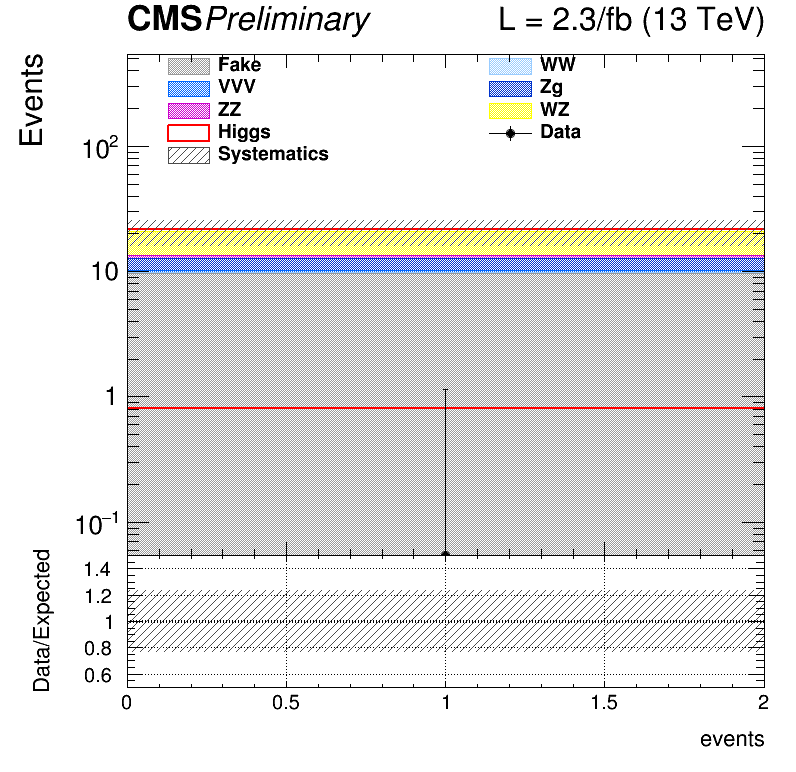 CMSPreliminary L = 2.3/fb (13 TeV)
Events
Fake WW
VVV Zg
ZZ WZ
Higgs Data
Systematics
10²
10
1
10⁻¹
Data/Expected
1.4
1.2
1
0.8
0.6
0 0.5 1 1.5 2
events